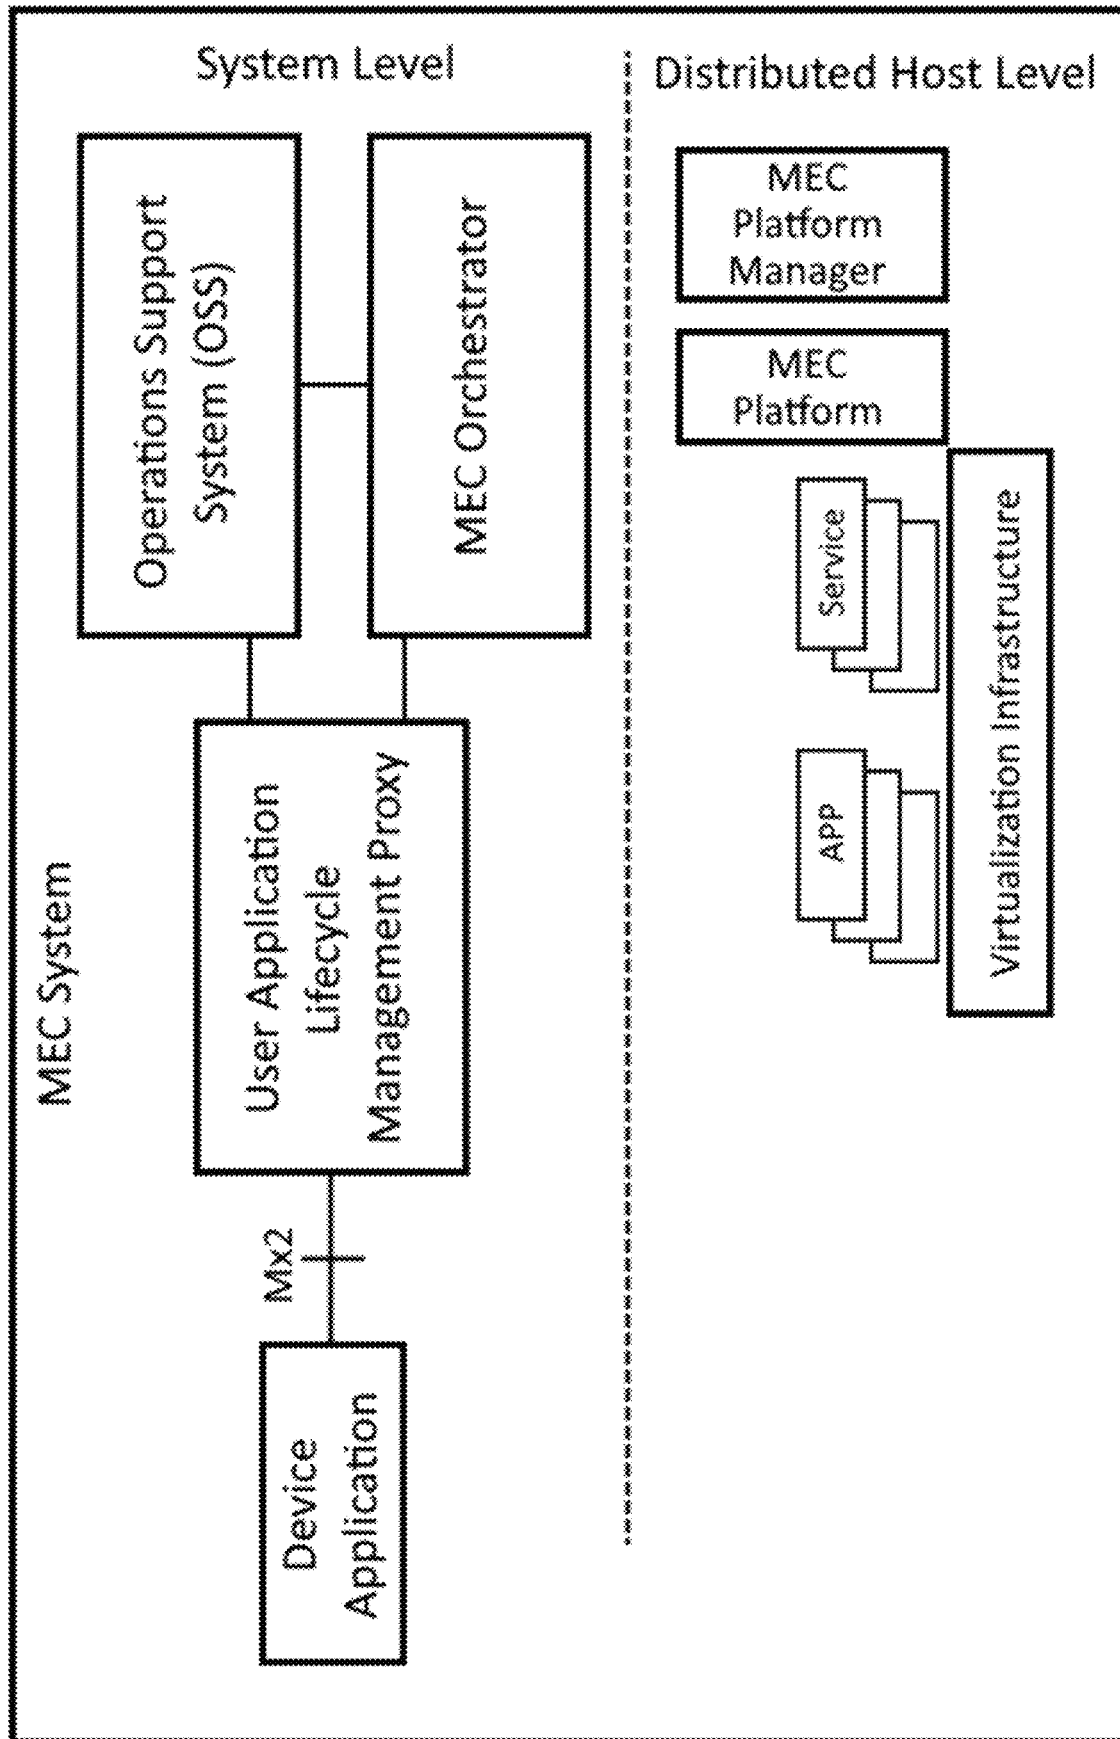 MEC System
System Level
Operations Support
System (OSS)
MEC Orchestrator
User Application
Lifecycle
Management Proxy
Mx2
Device
Application
Distributed Host Level
MEC
Platform
Manager
MEC
Platform
Service
APP
Virtualization Infrastructure